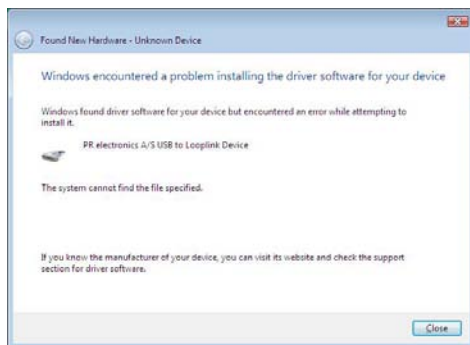 Found New Hardware - Unknown Device
Windows encountered a problem installing the driver software for your device
Windows found driver software for your device but encountered an error while attempting to
install it.
PR electronics A/S USB to Looplink Device
The system cannot find the file specified.
If you know the manufacturer of your device, you can visit its website and check the support
section for driver software.
Close